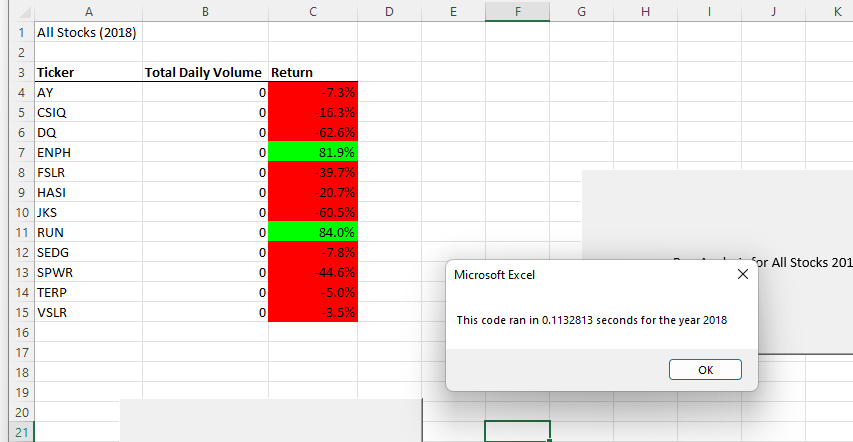 A B C D E F G H I J K
1 All Stocks (2018)
2
3 Ticker Total Daily Volume Return
4 AY 0 -7.3%
5 CSIQ 0 -16.3%
6 DQ 0 -62.6%
7 ENPH 0 81.9%
8 FSLR 0 -39.7%
9 HASI 0 -20.7%
10 JKS 0 -60.5%
11 RUN 0 84.0%
12 SEDG 0 -7.8%
13 SPWR 0 -44.6%
14 TERP 0 -5.0%
15 VSLR 0 -3.5%
16
17
18
19
20
21
for All Stocks 201
Microsoft Excel
This code ran in 0.1132813 seconds for the year 2018
OK